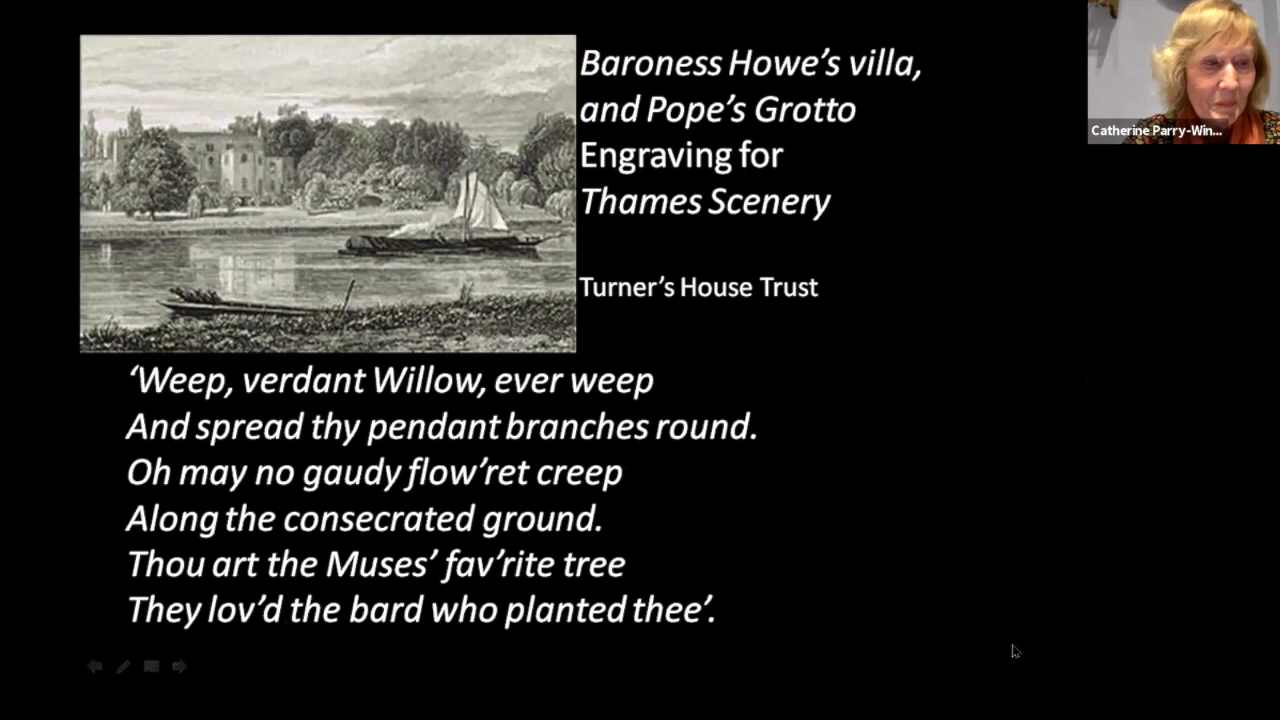 Baroness Howe’s villa,
and Pope’s Grotto
Engraving for
Thames Scenery
Turner’s House Trust
‘Weep, verdant Willow, ever weep
And spread thy pendant branches round.
Oh may no gaudy flow’ret creep
Along the consecrated ground.
Thou art the Muses’ fav’rite tree
They lov’d the bard who planted thee’.
Catherine Parry-Win...